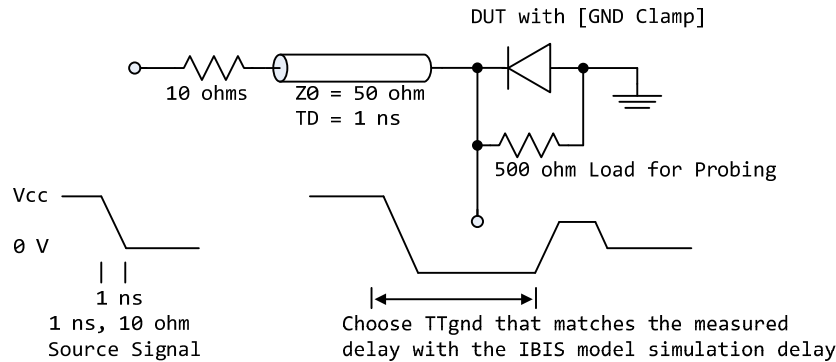 DUT with [GND Clamp]
10 ohms
Z0 = 50 ohm
TD = 1 ns
500 ohm Load for Probing
Vcc
0 V
1 ns
1 ns, 10 ohm
Source Signal
Choose TTgnd that matches the measured
delay with the IBIS model simulation delay